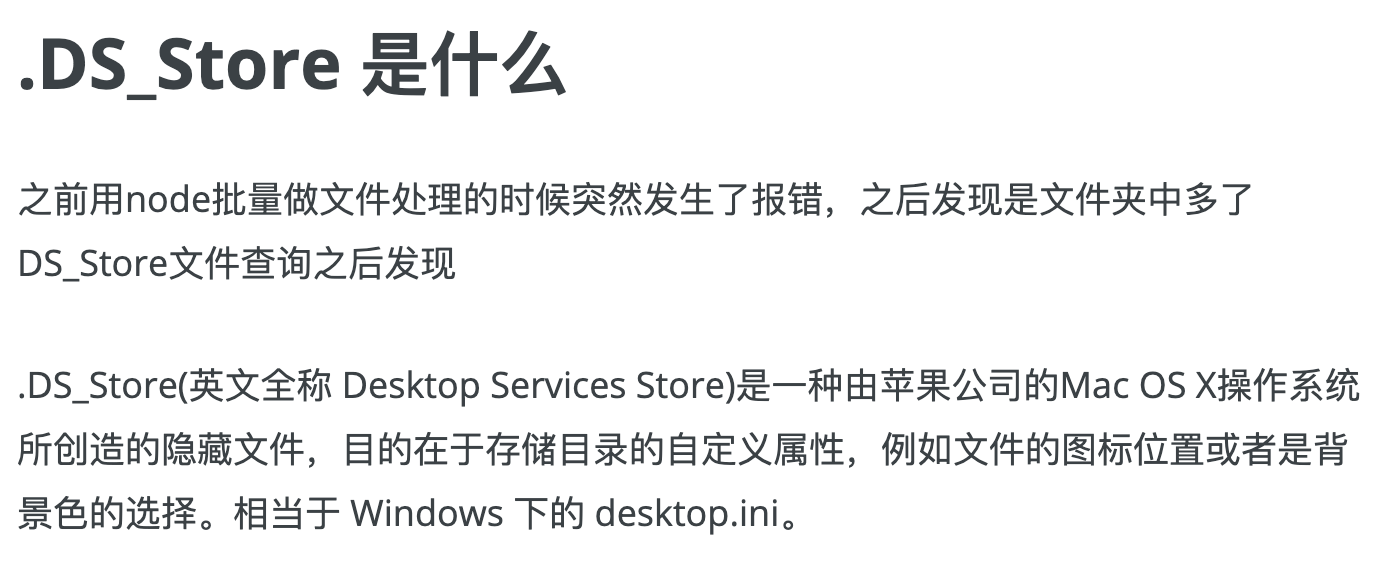 .DS_Store 是什么
之前用node批量做文件处理的时候突然发生了报错，之后发现是文件夹中多了
DS_Store文件查询之后发现
.DS_Store(英文全称 Desktop Services Store)是一种由苹果公司的Mac OS X操作系统
所创造的隐藏文件，目的在于存储目录的自定义属性，例如文件的图标位置或者是背
景色的选择。相当于 Windows 下的 desktop.ini。